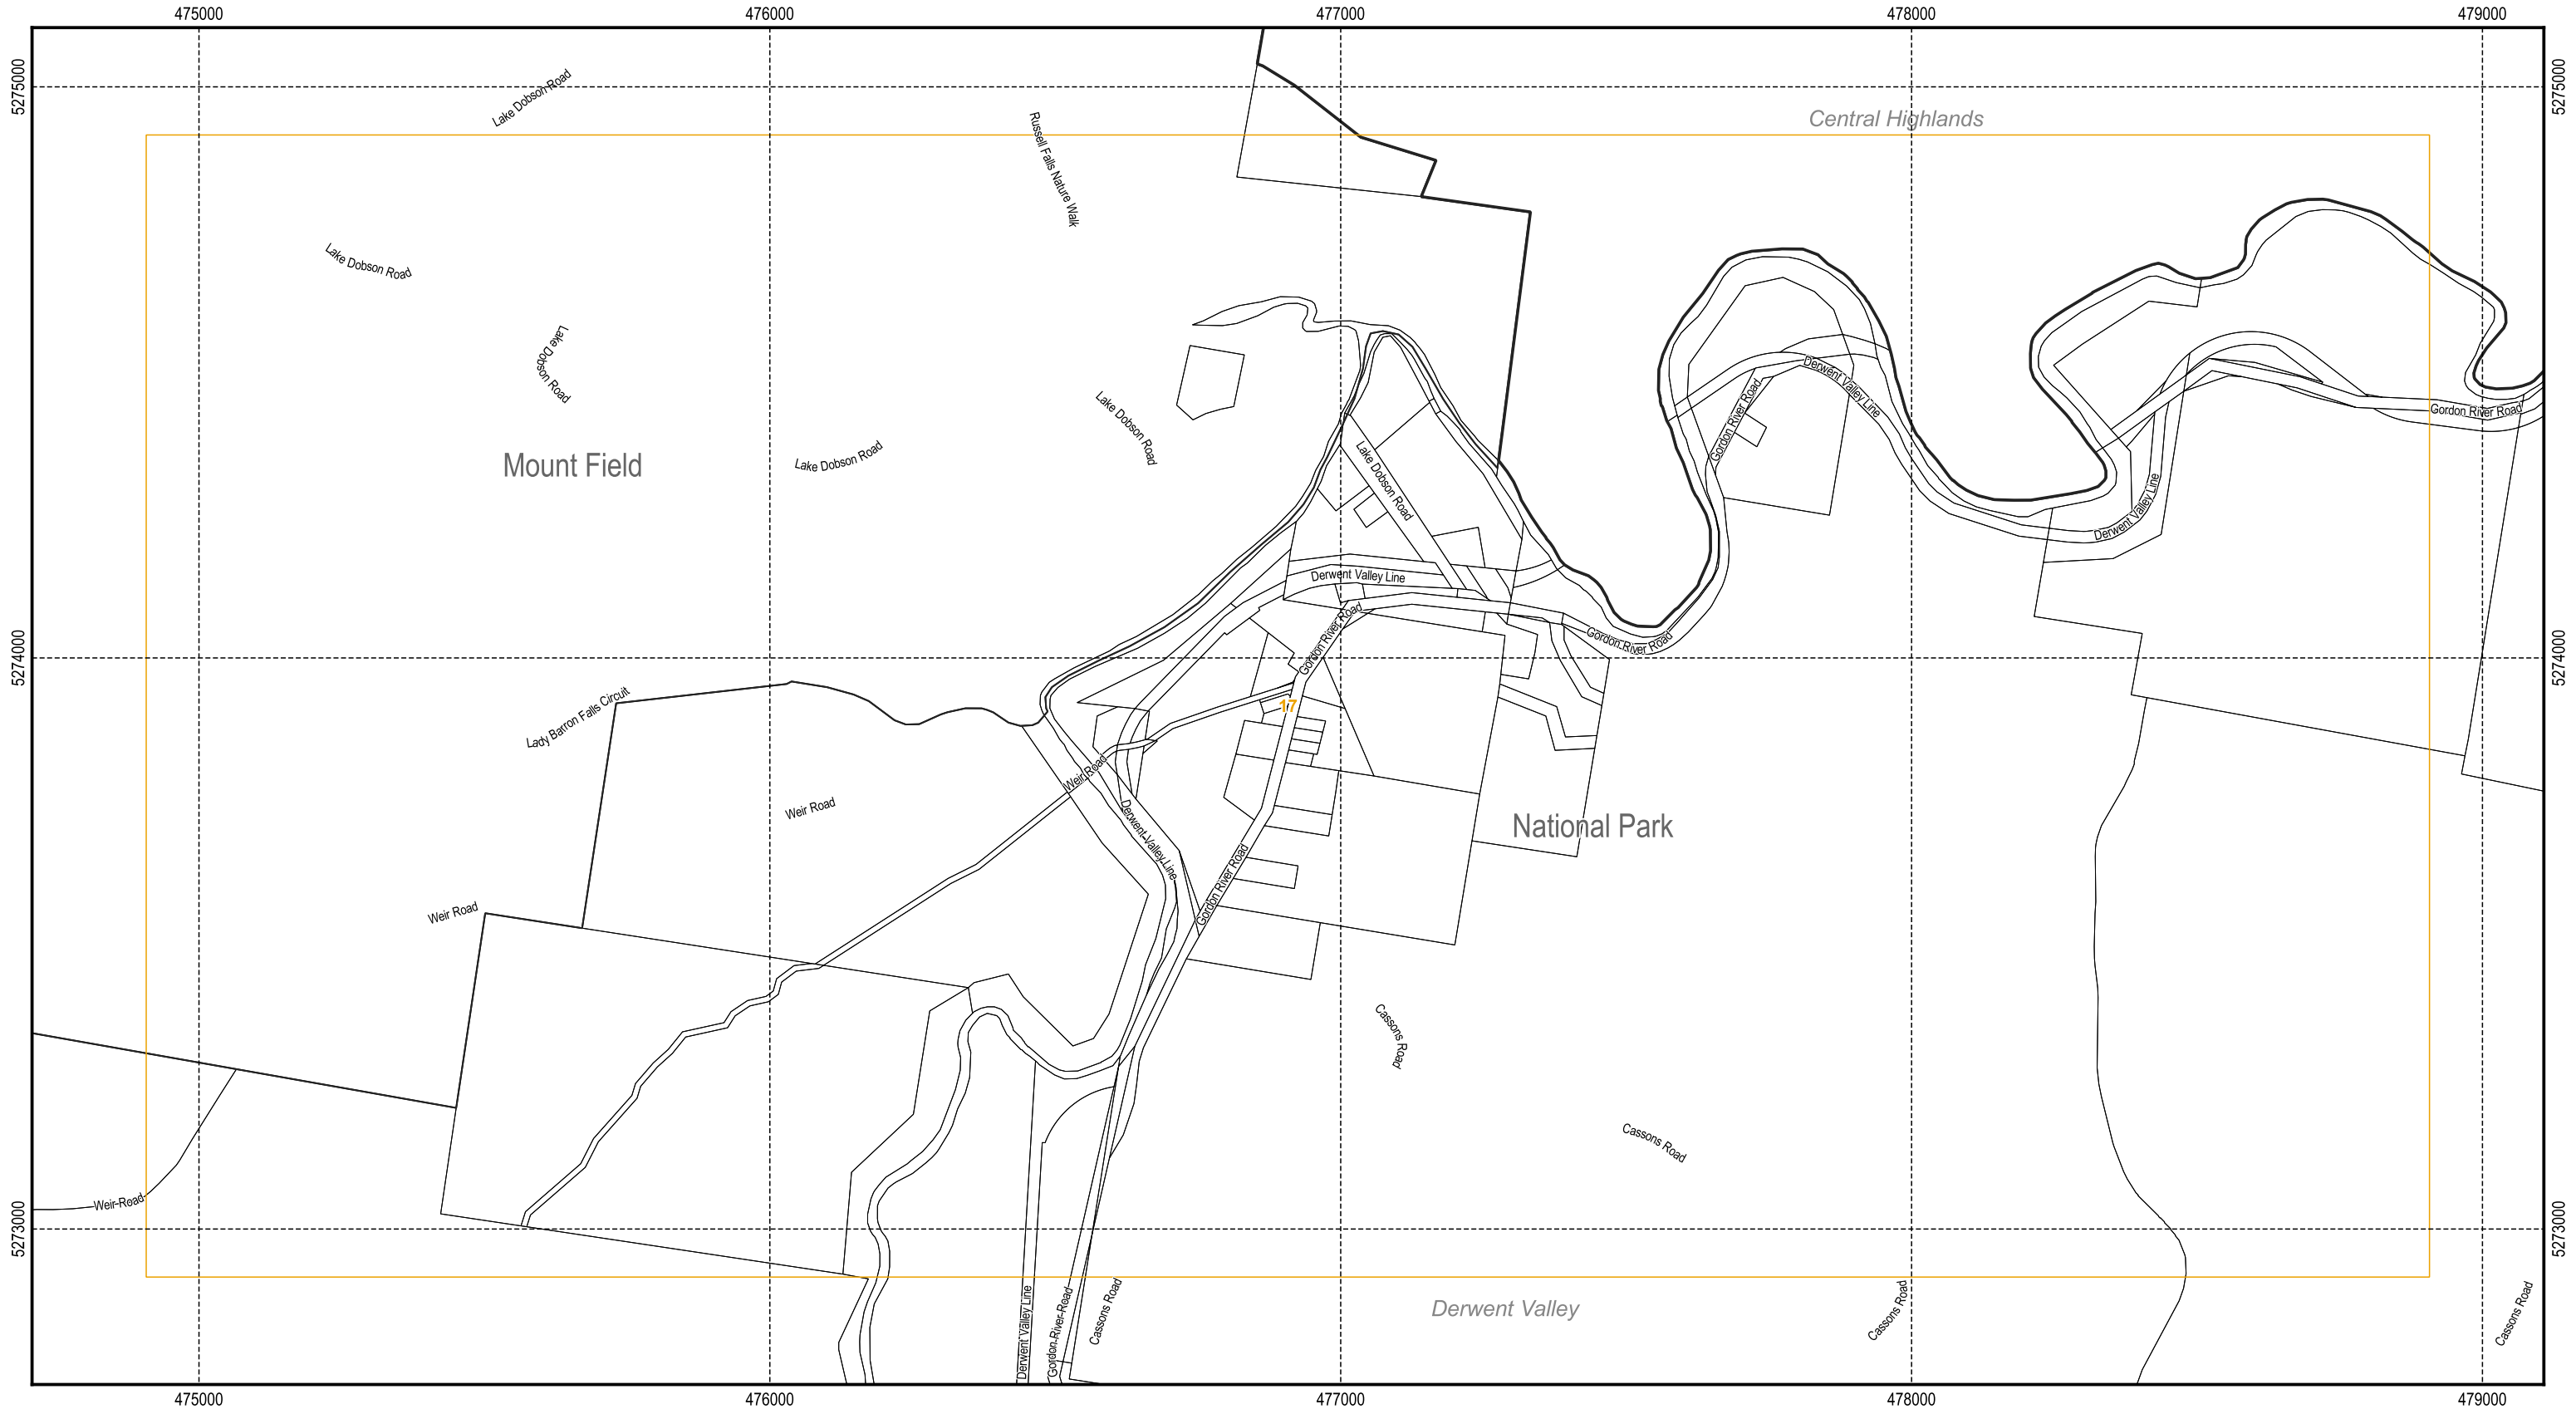 475000 476000 477000 478000 479000
5275000 5275000
Lake Dobson Road
Central Highlands
Russell Falls Nature Walk
Lake Dobson Road
Lake Dobson Road
Derwent Valley Line
Gordon River Road
Gordon River Road
Lake Dobson Road
Lake Dobson Road
Mount Field
Lake Dobson Road
Derwent Valley Line
Derwent Valley Line
Gordon River Road
Gordon River Road
5274000 5274000
Lady Barron Falls Circuit
17
Weir Road
Weir Road
Derwent Valley Line
National Park
Gordon River Road
Weir Road
Cassons Road
Cassons Road
Weir Road
5273000 5273000
Derwent Valley Line
Gordon River Road
Cassons Road
Derwent Valley
Cassons Road
Cassons Road
475000 476000 477000 478000 479000